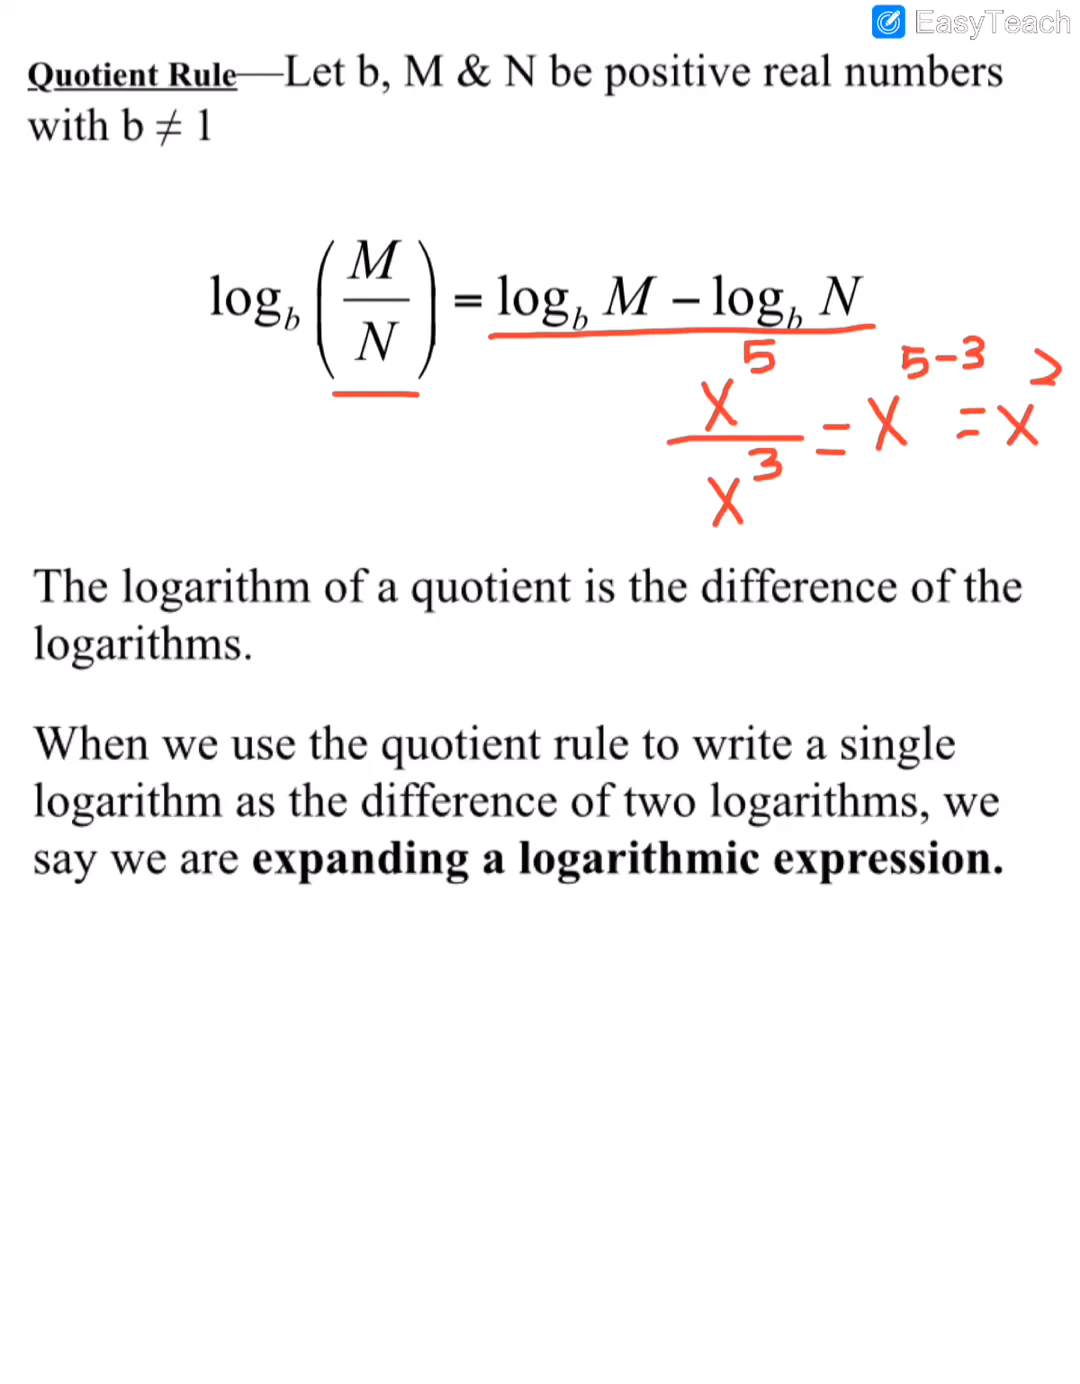 EasyTeach
Quotient Rule—Let b, M & N be positive real numbers
with b ≠ 1
log_b (M/N) = log_b M – log_b N
x^5/x^3 = x^(5-3) = x^2
The logarithm of a quotient is the difference of the
logarithms.
When we use the quotient rule to write a single
logarithm as the difference of two logarithms, we
say we are expanding a logarithmic expression.